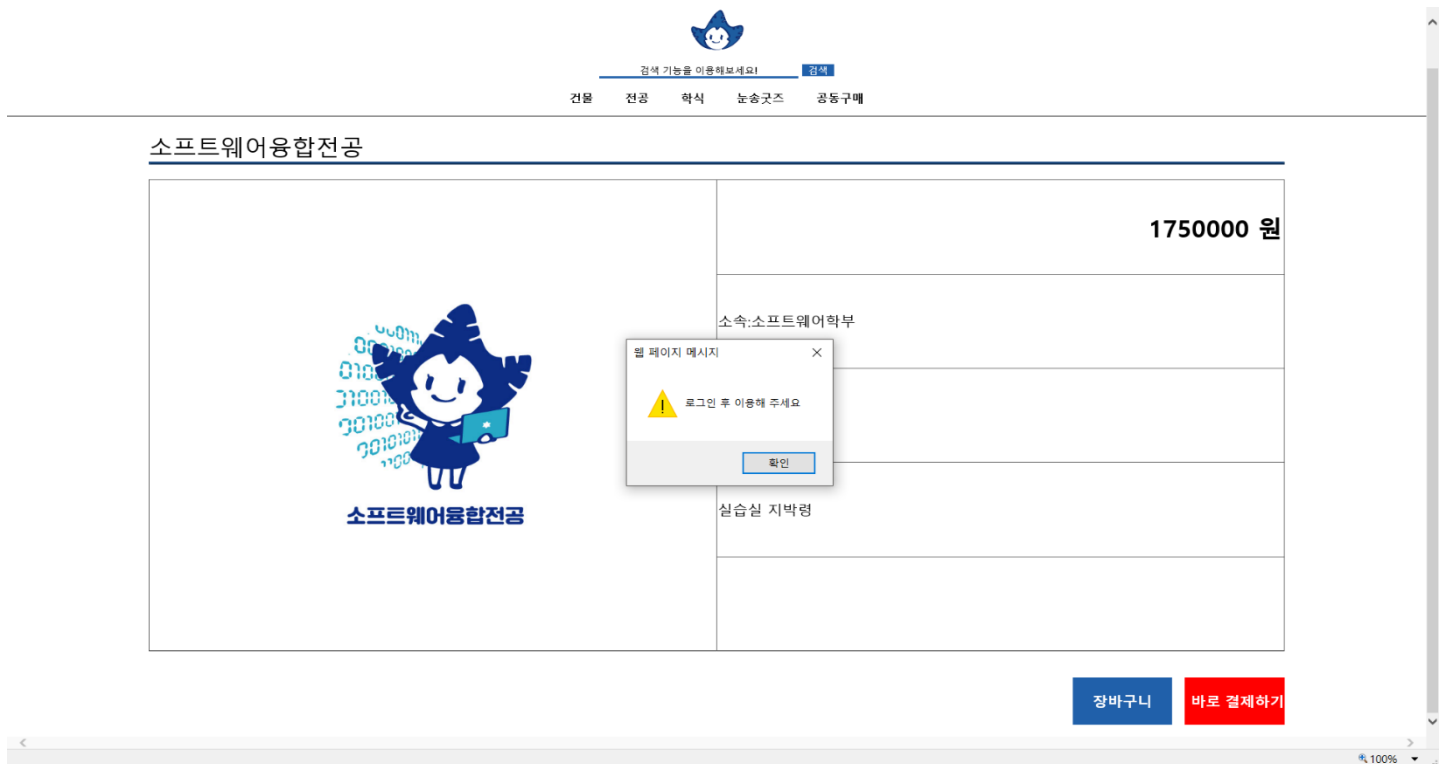 검색 기능을 이용해보세요! 검색
건물 전공 학식 눈송굿즈 공동구매
소프트웨어융합전공
1750000 원
소속:소프트웨어학부
웹 페이지 메시지
로그인 후 이용해 주세요
확인
소프트웨어융합전공
실습실 지박령
장바구니 바로 결제하기
100%